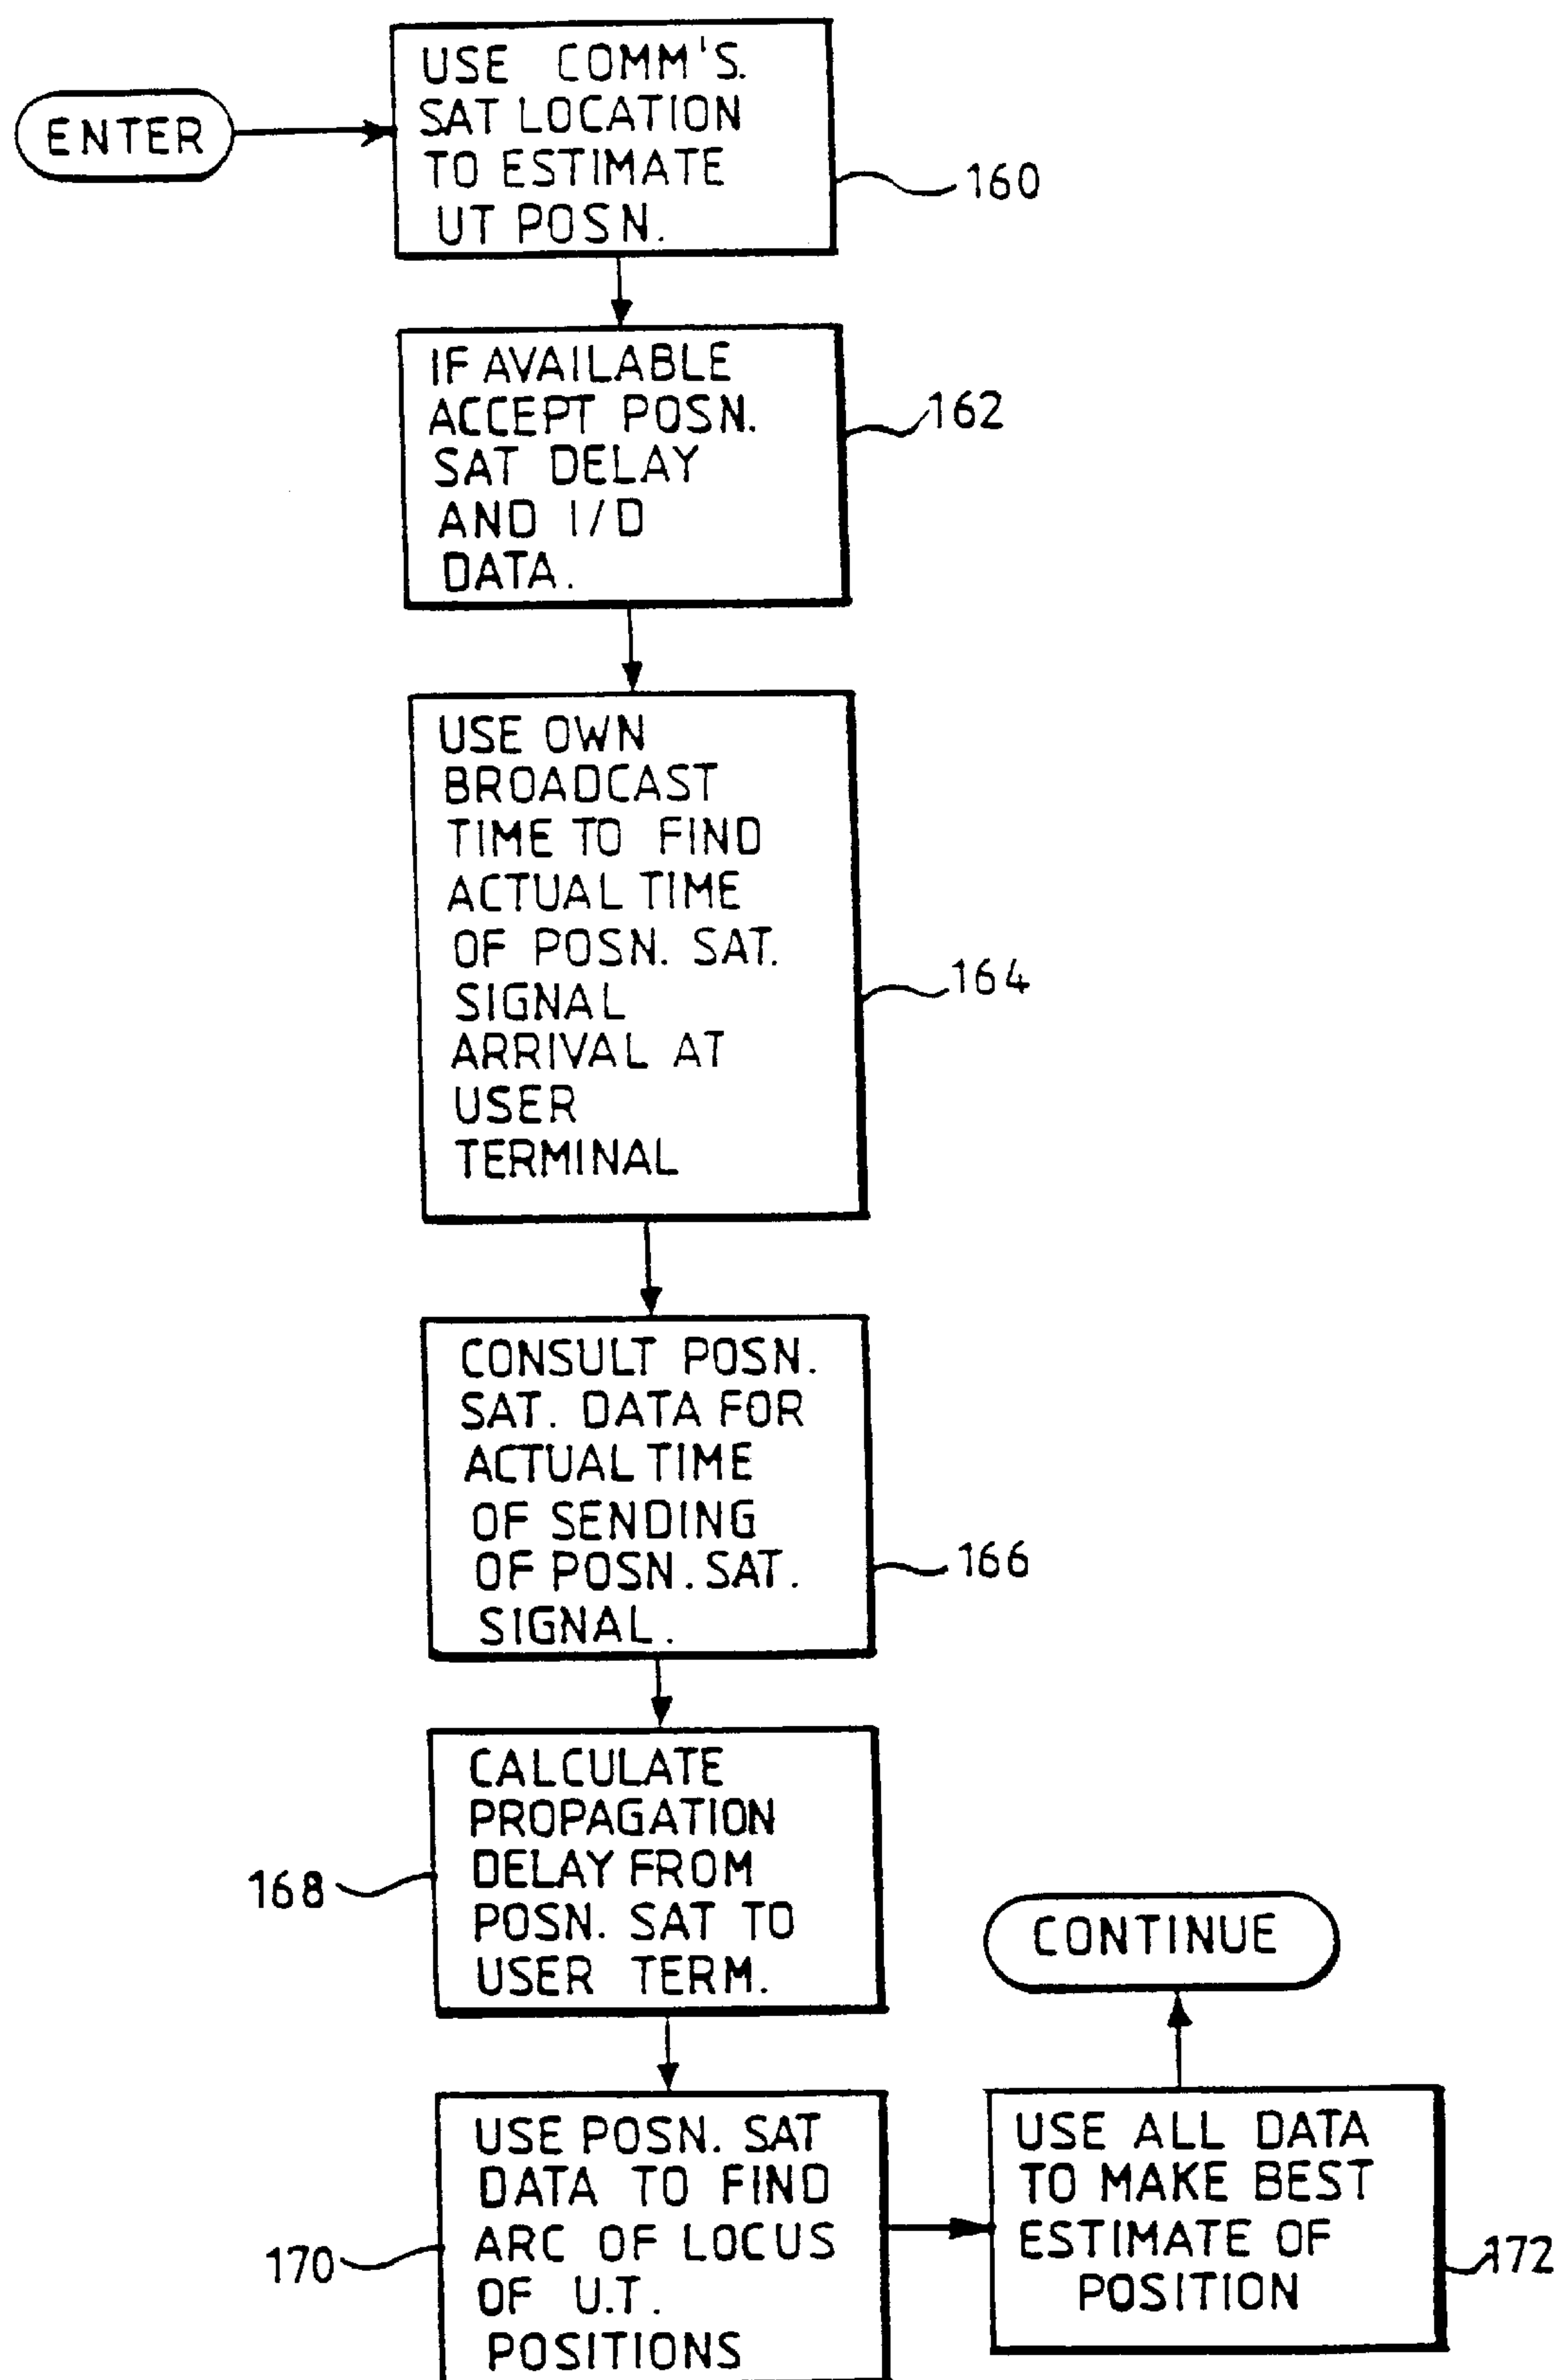 ENTER
USE COMM'S.
SAT LOCATION
TO ESTIMATE
UT POSN.
160
IF AVAILABLE
ACCEPT POSN.
SAT DELAY
AND I/D
DATA.
162
USE OWN
BROADCAST
TIME TO FIND
ACTUAL TIME
OF POSN. SAT.
SIGNAL
ARRIVAL AT
USER
TERMINAL
164
CONSULT POSN.
SAT. DATA FOR
ACTUAL TIME
OF SENDING
OF POSN. SAT.
SIGNAL.
166
CALCULATE
PROPAGATION
DELAY FROM
POSN. SAT TO
USER TERM.
168
CONTINUE
USE POSN. SAT
DATA TO FIND
ARC OF LOCUS
OF U.T.
POSITIONS
170
USE ALL DATA
TO MAKE BEST
ESTIMATE OF
POSITION
172